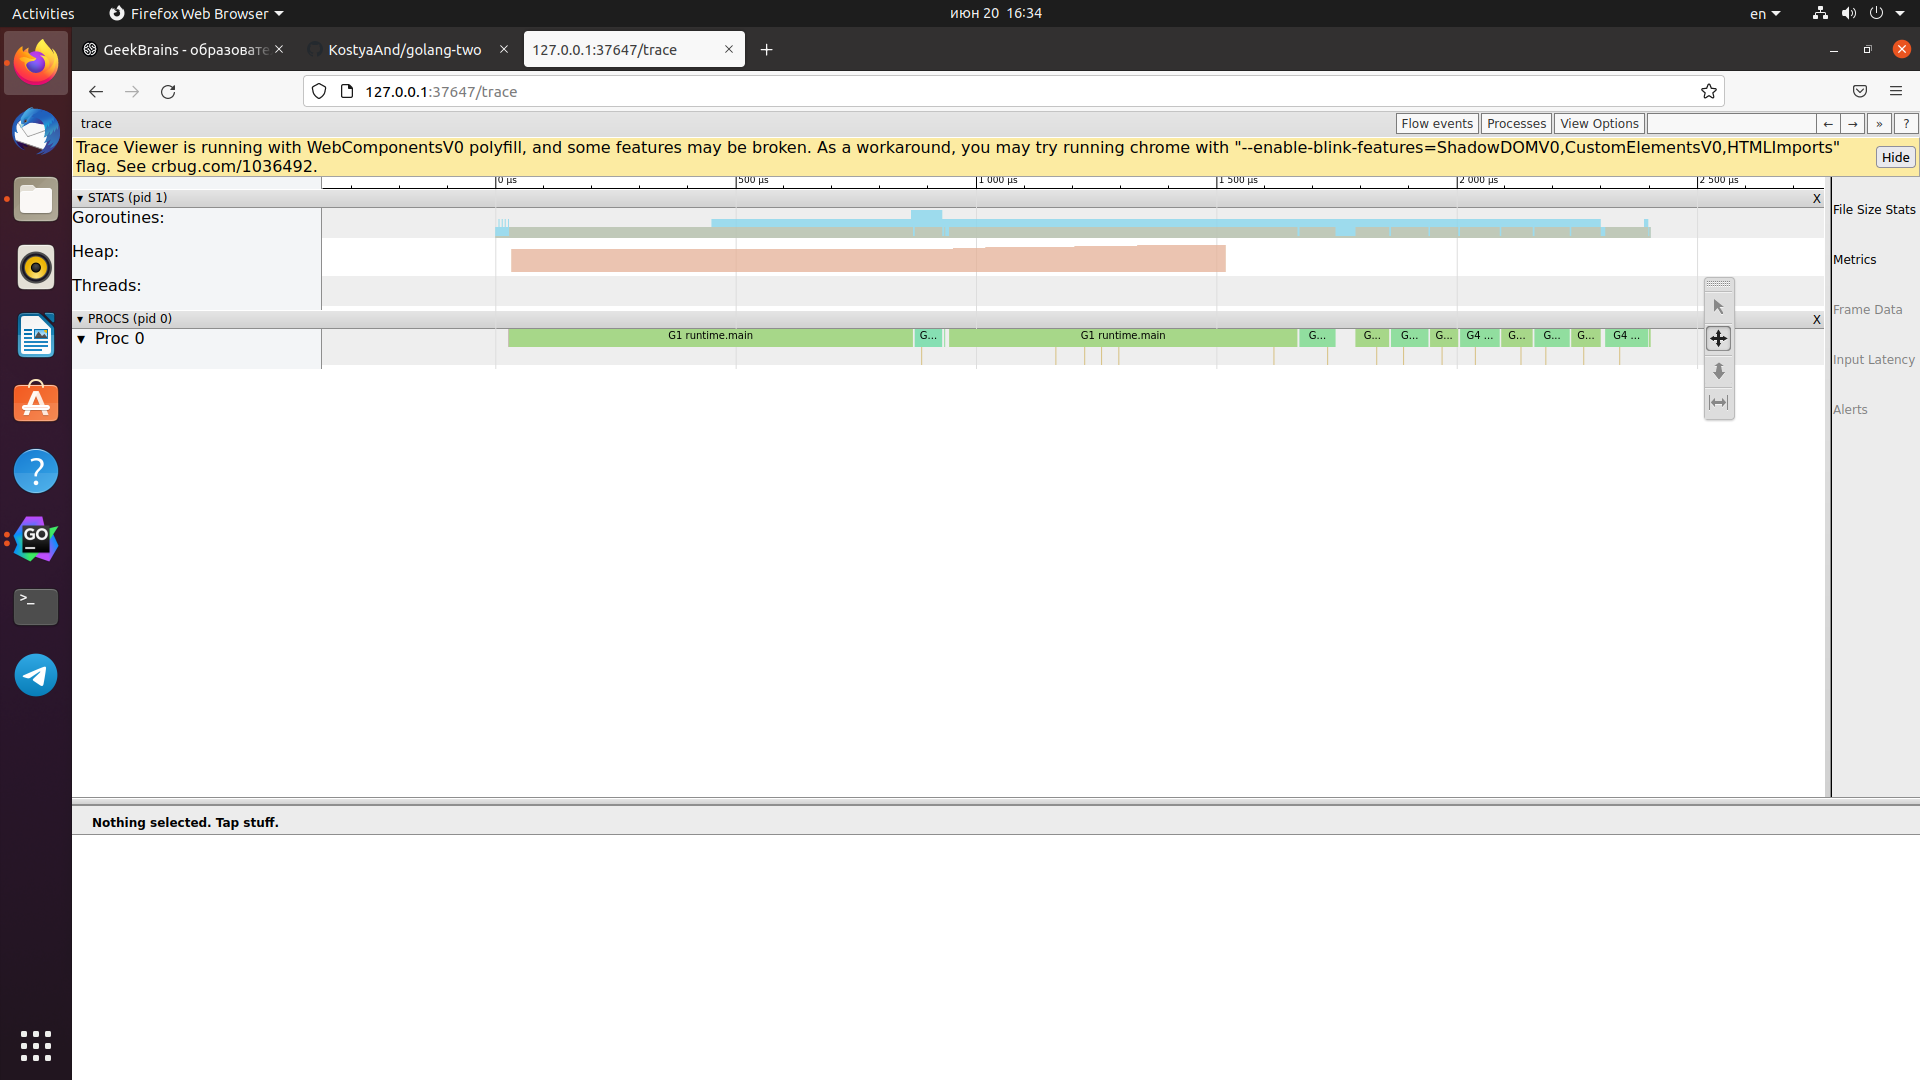 Activities
Firefox Web Browser
июн 20 16:34
en
GeekBrains - образовате
KostyaAnd/golang-two
127.0.0.1:37647/trace
127.0.0.1:37647/trace
trace
Flow events
Processes
View Options
← → » ?
Trace Viewer is running with WebComponentsV0 polyfill, and some features may be broken. As a workaround, you may try running chrome with "--enable-blink-features=ShadowDOMV0,CustomElementsV0,HTMLImports"
flag. See crbug.com/1036492.
Hide
0 µs
500 µs
1 000 µs
1 500 µs
2 000 µs
2 500 µs
STATS (pid 1)
X
Goroutines:
Heap:
Threads:
File Size Stats
Metrics
Frame Data
Input Latency
Alerts
PROCS (pid 0)
X
Proc 0
G1 runtime.main
G...
G1 runtime.main
G...
G...
G...
G...
G4 ...
G...
G...
G...
G4 ...
Nothing selected. Tap stuff.
GO
>_
?